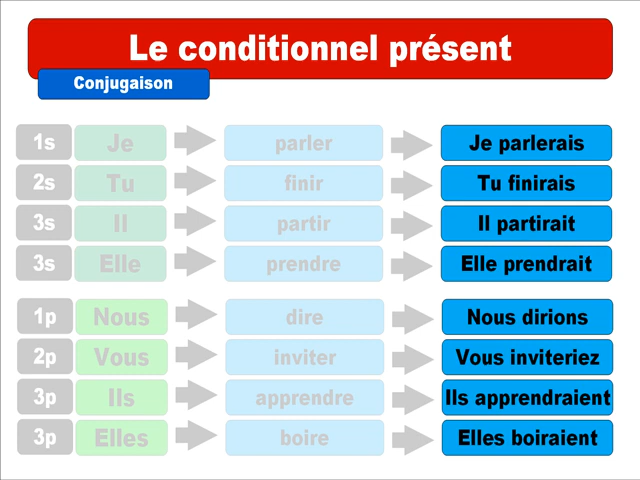 Le conditionnel présent
Conjugaison
1s Je parler Je parlerais
2s Tu finir Tu finirais
3s Il partir Il partirait
3s Elle prendre Elle prendrait
1p Nous dire Nous dirions
2p Vous inviter Vous inviteriez
3p Ils apprendre Ils apprendraient
3p Elles boire Elles boiraient